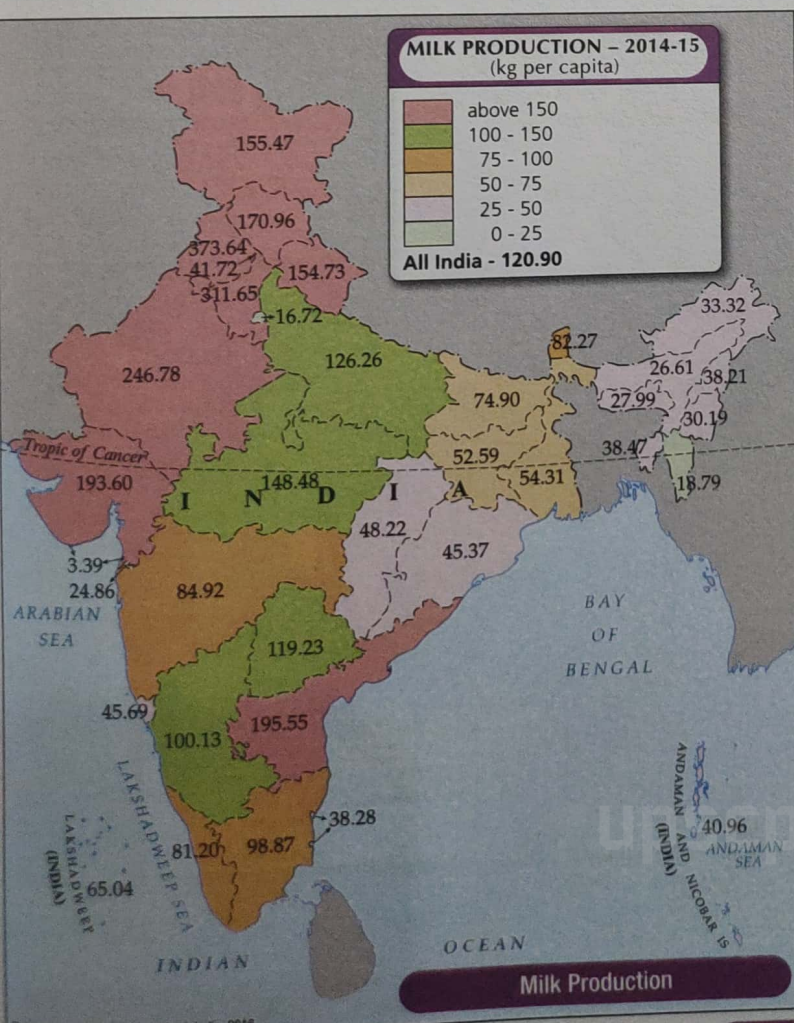 MILK PRODUCTION – 2014-15
(kg per capita)
above 150
100 - 150
75 - 100
50 - 75
25 - 50
0 - 25
All India - 120.90
155.47
170.96
373.64
41.72
154.73
311.65
16.72
33.32
82.27
126.26
26.61
38.21
246.78
74.90
27.99
30.19
Tropic of Cancer
52.59
38.47
193.60
148.48
54.31
18.79
I N D I A
48.22
45.37
3.39
24.86
84.92
ARABIAN
SEA
BAY
OF
BENGAL
119.23
45.69
195.55
100.13
LAKSHADWEEP SEA
38.28
81.20
98.87
LAKSHADWEEP
(INDIA)
65.04
ANDAMAN AND NICOBAR IS
(INDIA)
40.96
ANDAMAN
SEA
INDIAN OCEAN
Milk Production